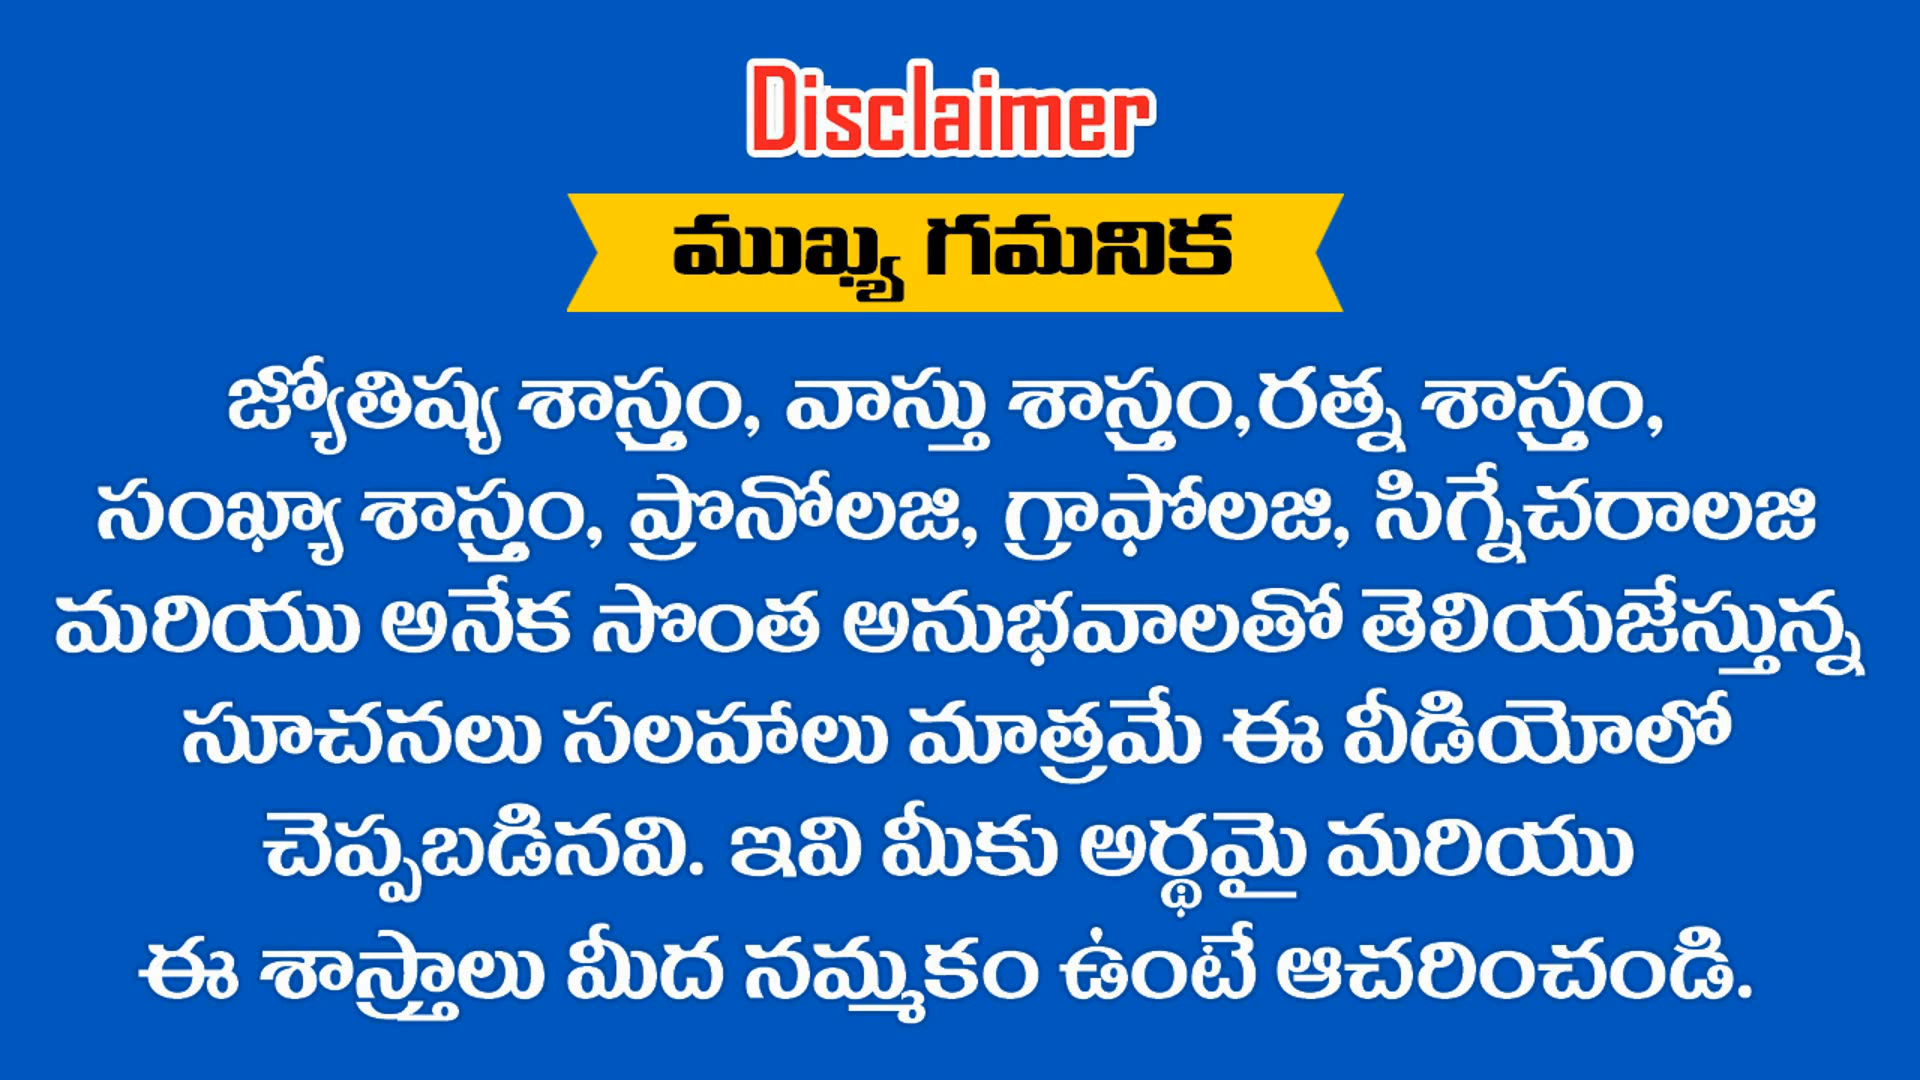 Disclaimer
ముఖ్య గమనిక
జ్యోతిష్య శాస్త్రం, వాస్తు శాస్త్రం,రత్న శాస్త్రం,
సంఖ్యా శాస్త్రం, ప్రొనోలజి, గ్రాఫోలజి, సిగ్నేచరాలజి
మరియు అనేక సొంత అనుభవాలతో తెలియజేస్తున్న
సూచనలు సలహాలు మాత్రమే ఈ వీడియోలో
చెప్పబడినవి. ఇవి మీకు అర్థమై మరియు
ఈ శాస్త్రాలు మీద నమ్మకం ఉంటే ఆచరించండి.